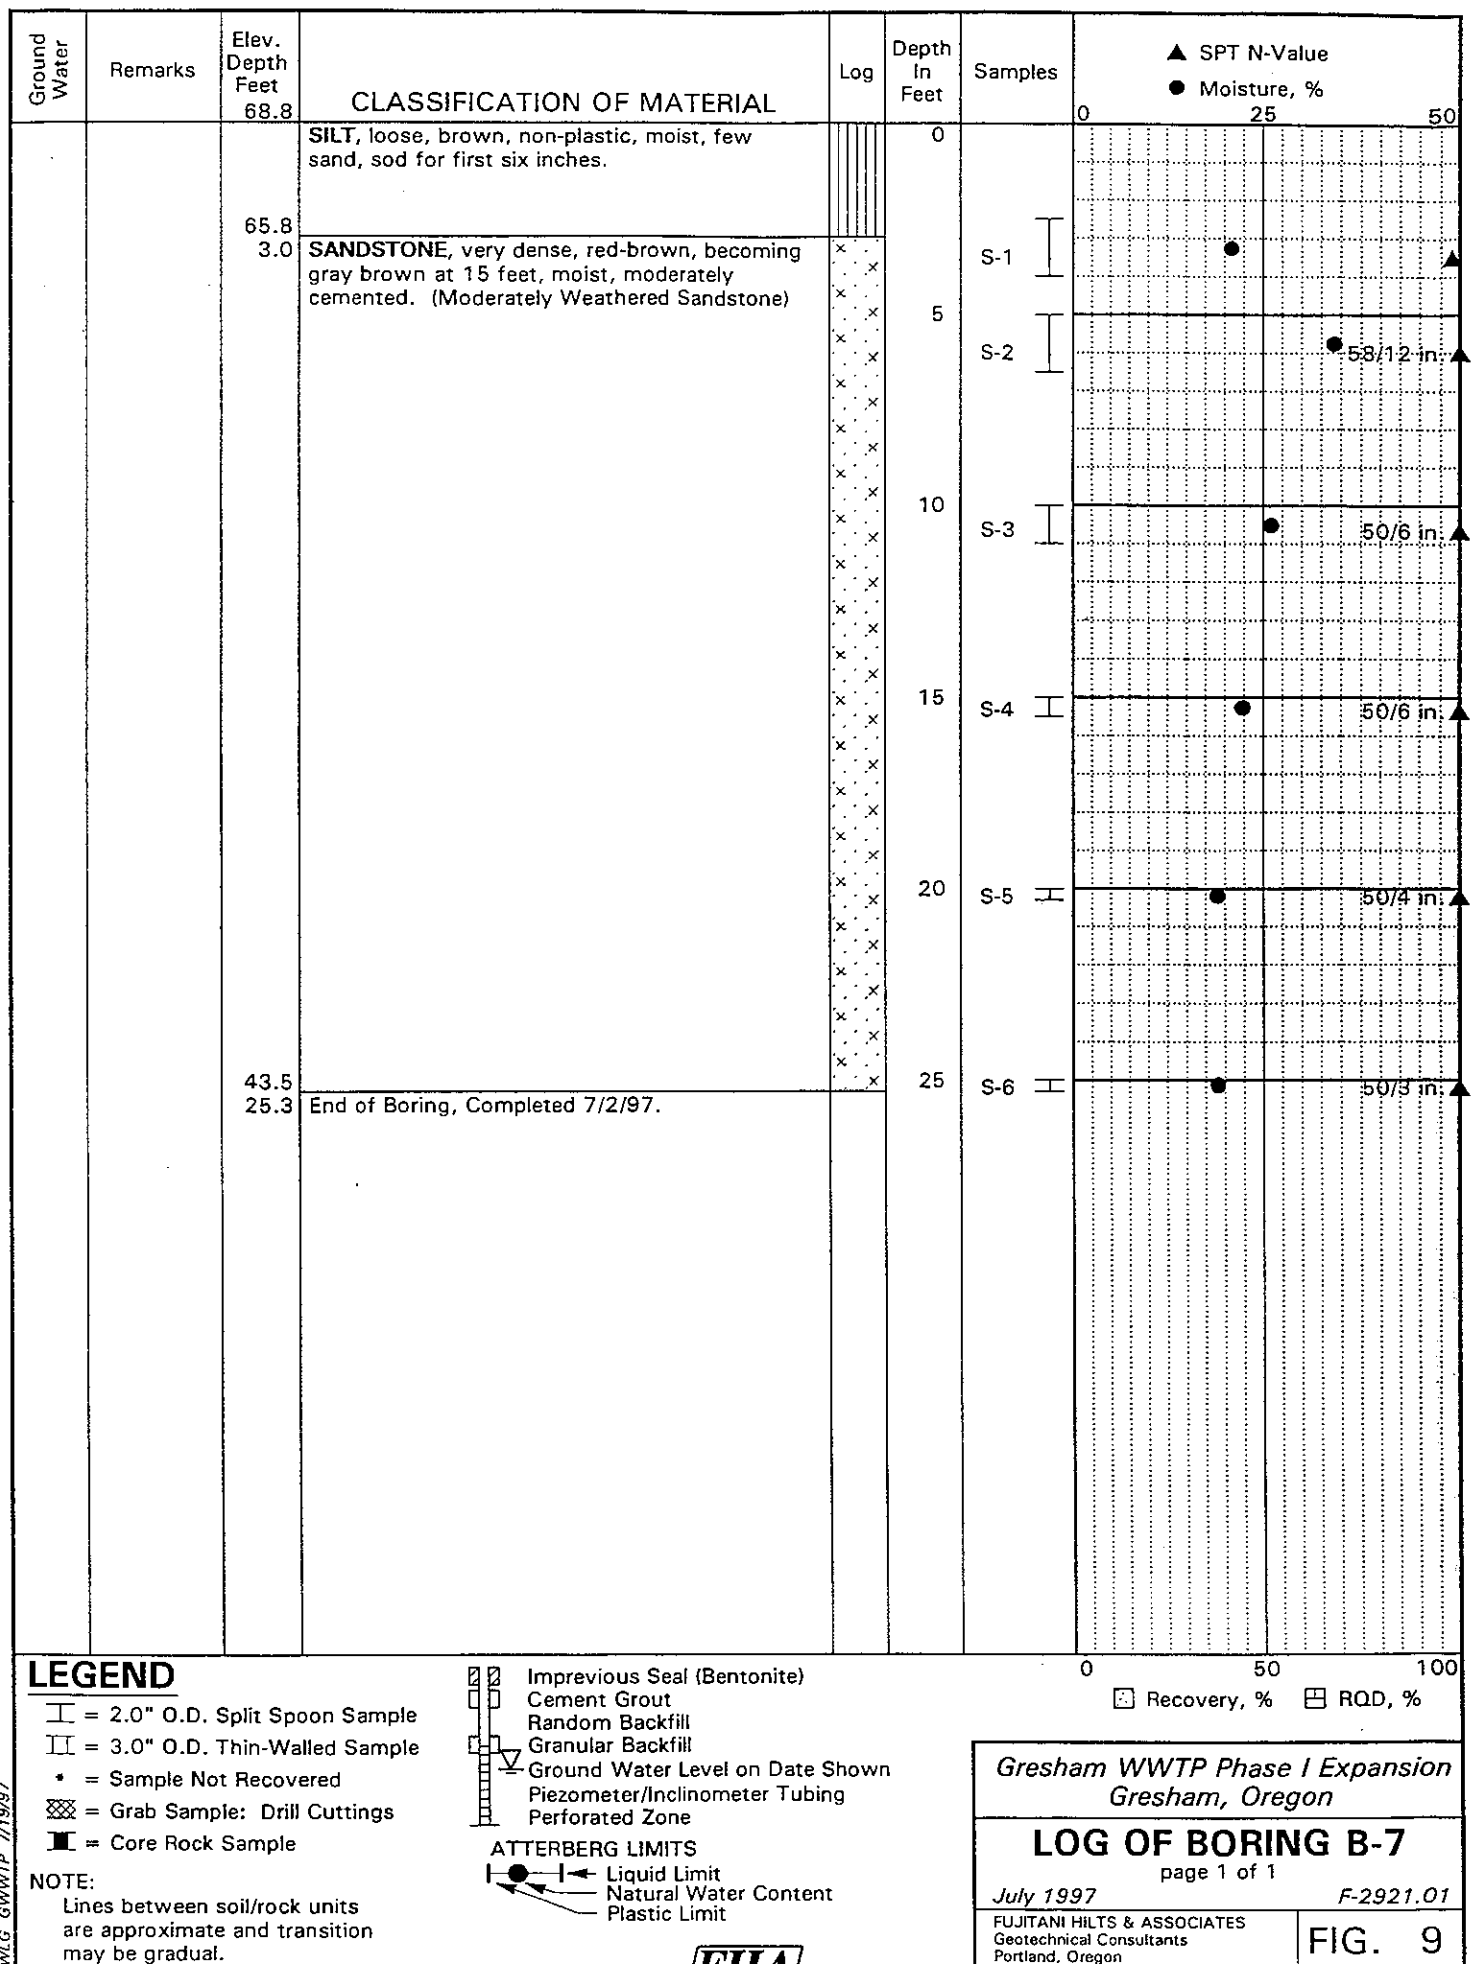 Ground Water
Remarks
Elev. Depth Feet
68.8
CLASSIFICATION OF MATERIAL
Log
Depth In Feet
Samples
▲ SPT N-Value
● Moisture, %
0 25 50
SILT, loose, brown, non-plastic, moist, few
sand, sod for first six inches.
0
65.8
3.0
SANDSTONE, very dense, red-brown, becoming
gray brown at 15 feet, moist, moderately
cemented. (Moderately Weathered Sandstone)
S-1
5
S-2
58/12 in.
10
S-3
50/6 in.
15
S-4
50/6 in.
20
S-5
50/4 in.
43.5
25
S-6
50/3 in.
25.3
End of Boring, Completed 7/2/97.
0 50 100
Recovery, % RQD, %
LEGEND
= 2.0" O.D. Split Spoon Sample
= 3.0" O.D. Thin-Walled Sample
* = Sample Not Recovered
= Grab Sample: Drill Cuttings
= Core Rock Sample
NOTE:
Lines between soil/rock units
are approximate and transition
may be gradual.
Imprevious Seal (Bentonite)
Cement Grout
Random Backfill
Granular Backfill
Ground Water Level on Date Shown
Piezometer/Inclinometer Tubing
Perforated Zone
ATTERBERG LIMITS
Liquid Limit
Natural Water Content
Plastic Limit
FHA
Gresham WWTP Phase I Expansion
Gresham, Oregon
LOG OF BORING B-7
page 1 of 1
July 1997 F-2921.01
FUJITANI HILTS & ASSOCIATES
Geotechnical Consultants
Portland, Oregon
FIG. 9
WLG GWWTP 7/19/97